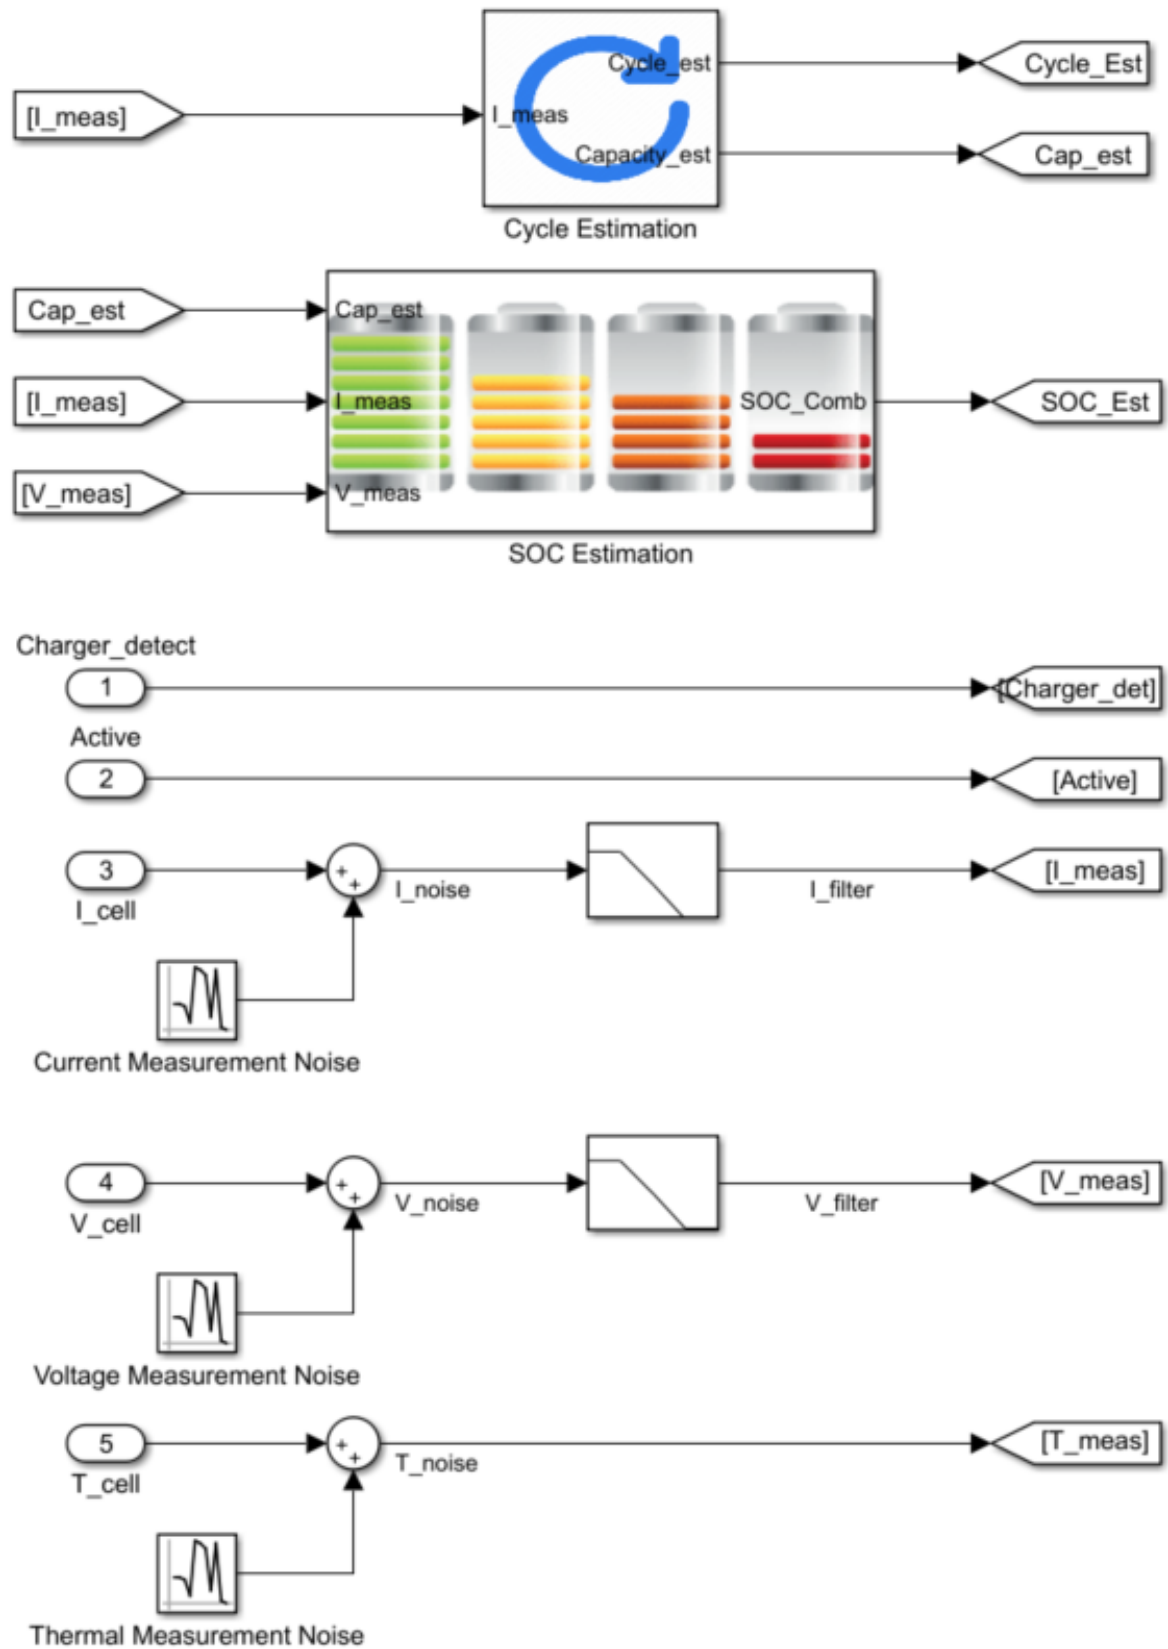 Cycle_est
Cycle_Est
[I_meas]
I_meas
Capacity_est
Cap_est
Cycle Estimation
Cap_est
Cap_est
[I_meas]
I_meas
SOC_Comb
SOC_Est
[V_meas]
V_meas
SOC Estimation
Charger_detect
1
[Charger_det]
Active
2
[Active]
3
+
+
I_noise
I_filter
[I_meas]
I_cell
Current Measurement Noise
4
+
+
V_noise
V_filter
[V_meas]
V_cell
Voltage Measurement Noise
5
+
+
T_noise
[T_meas]
T_cell
Thermal Measurement Noise